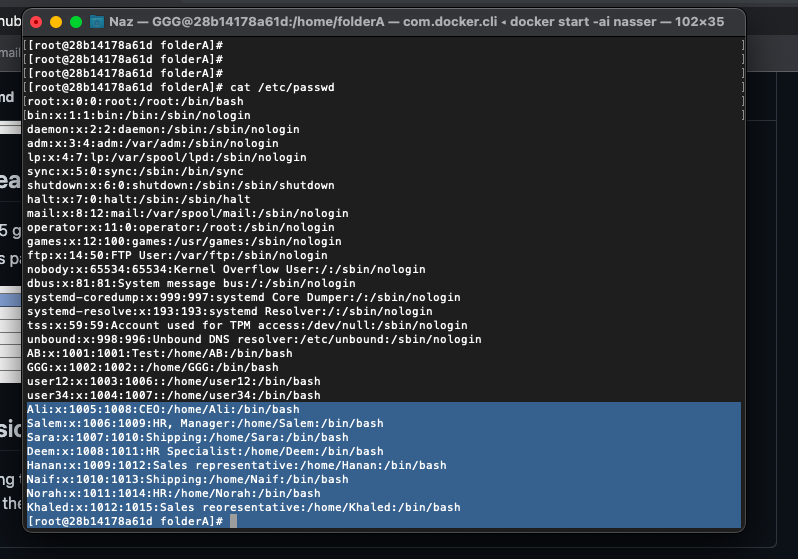 Naz — GGG@28b14178a61d:/home/folderA — com.docker.cli ◂ docker start -ai nasser — 102×35
[[root@28b14178a61d folderA]# ]
[[root@28b14178a61d folderA]# ]
[[root@28b14178a61d folderA]# ]
[[root@28b14178a61d folderA]# cat /etc/passwd ]
root:x:0:0:root:/root:/bin/bash
bin:x:1:1:bin:/bin:/sbin/nologin
daemon:x:2:2:daemon:/sbin:/sbin/nologin
adm:x:3:4:adm:/var/adm:/sbin/nologin
lp:x:4:7:lp:/var/spool/lpd:/sbin/nologin
sync:x:5:0:sync:/sbin:/bin/sync
shutdown:x:6:0:shutdown:/sbin:/sbin/shutdown
halt:x:7:0:halt:/sbin:/sbin/halt
mail:x:8:12:mail:/var/spool/mail:/sbin/nologin
operator:x:11:0:operator:/root:/sbin/nologin
games:x:12:100:games:/usr/games:/sbin/nologin
ftp:x:14:50:FTP User:/var/ftp:/sbin/nologin
nobody:x:65534:65534:Kernel Overflow User:/:/sbin/nologin
dbus:x:81:81:System message bus:/:/sbin/nologin
systemd-coredump:x:999:997:systemd Core Dumper:/:/sbin/nologin
systemd-resolve:x:193:193:systemd Resolver:/:/sbin/nologin
tss:x:59:59:Account used for TPM access:/dev/null:/sbin/nologin
unbound:x:998:996:Unbound DNS resolver:/etc/unbound:/sbin/nologin
AB:x:1001:1001:Test:/home/AB:/bin/bash
GGG:x:1002:1002::/home/GGG:/bin/bash
user12:x:1003:1006::/home/user12:/bin/bash
user34:x:1004:1007::/home/user34:/bin/bash
Ali:x:1005:1008:CEO:/home/Ali:/bin/bash
Salem:x:1006:1009:HR, Manager:/home/Salem:/bin/bash
Sara:x:1007:1010:Shipping:/home/Sara:/bin/bash
Deem:x:1008:1011:HR Specialist:/home/Deem:/bin/bash
Hanan:x:1009:1012:Sales representative:/home/Hanan:/bin/bash
Naif:x:1010:1013:Shipping:/home/Naif:/bin/bash
Norah:x:1011:1014:HR:/home/Norah:/bin/bash
Khaled:x:1012:1015:Sales reoresentative:/home/Khaled:/bin/bash
[root@28b14178a61d folderA]#